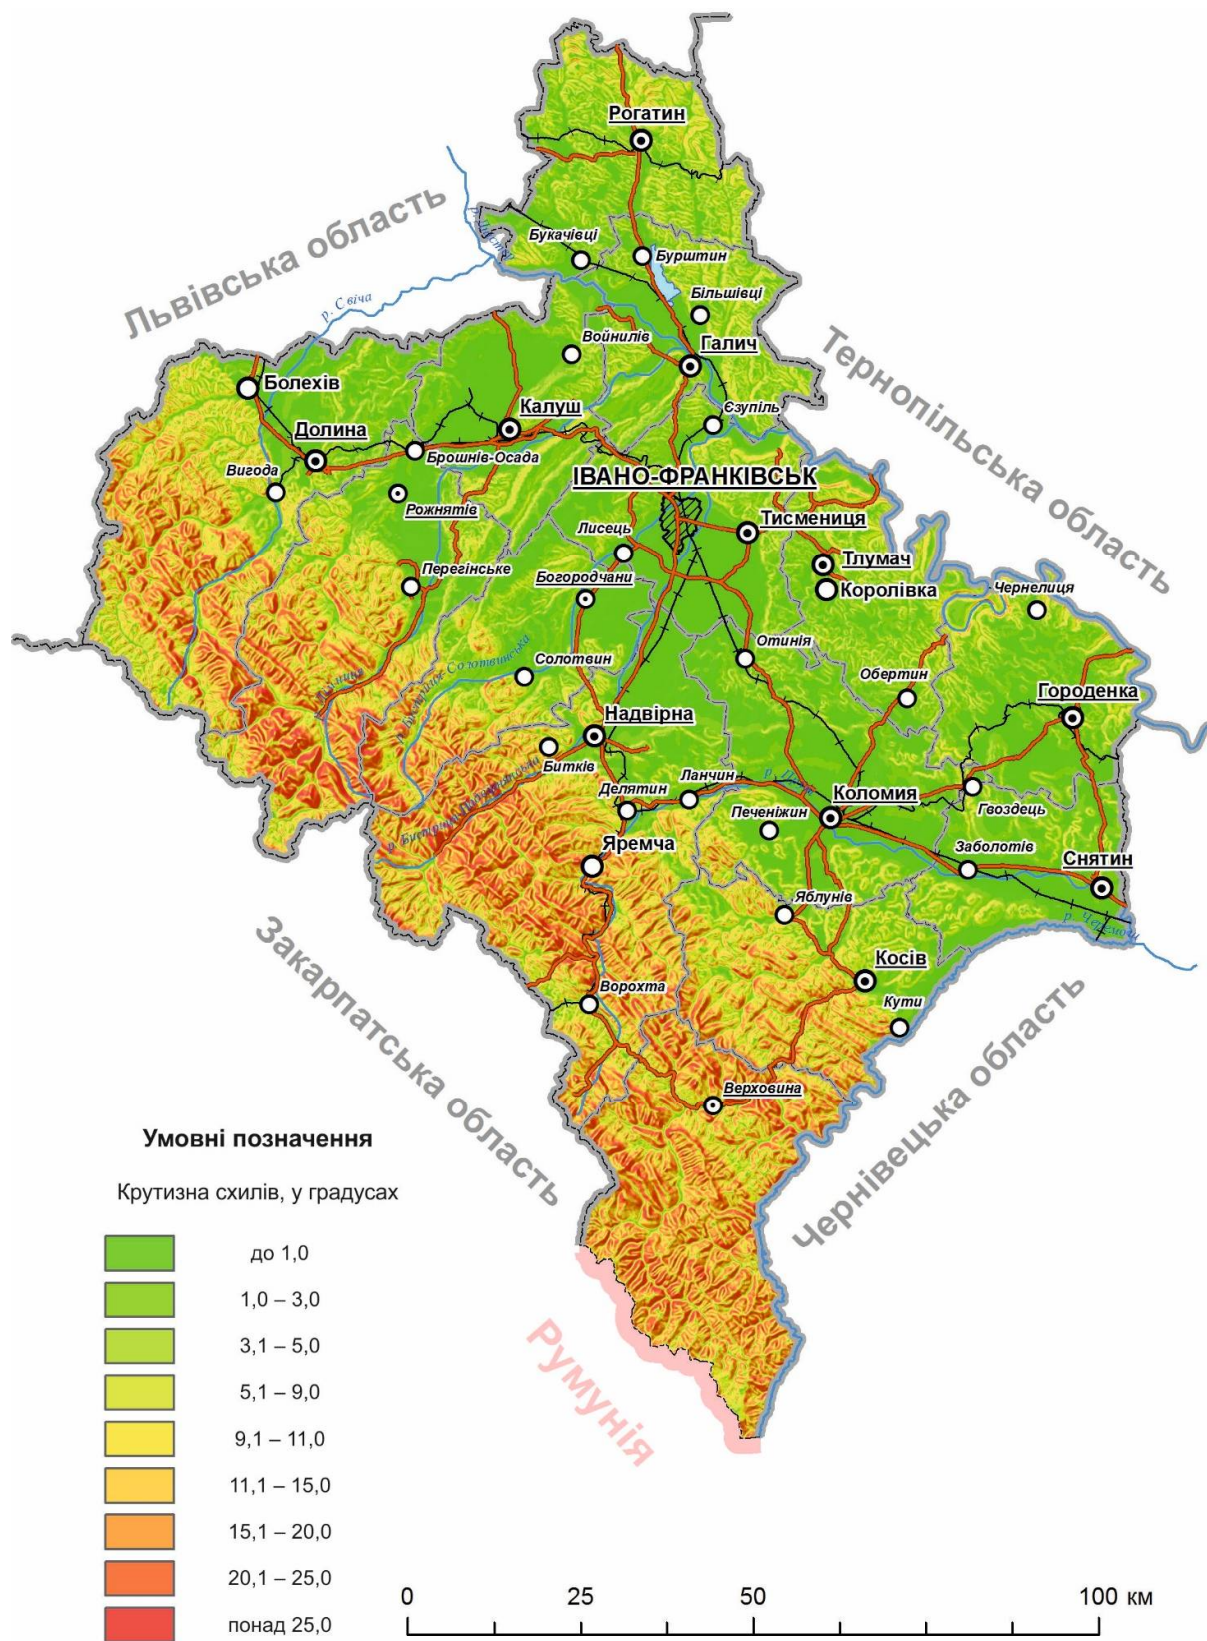 Рогатин
Львівська область
Букачівці
Бурштин
Більшівці
р. Свіча
Войнилів
Галич
Тернопільська область
Болехів
Калуш
Єзупіль
Долина
Брошнів-Осада
Вигода
ІВАНО-ФРАНКІВСЬК
Рожнятів
Лисець
Тисмениця
Перегінське
Богородчани
Тлумач
Королівка
Чернелиця
Солотвин
р. Бистриця-Солотвинська
Отинія
Обертин
Городенка
Надвірна
Битків
р. Бистриця-Надвірнянська
Делятин
Ланчин
Коломия
Гвоздець
Печеніжин
Яремча
Заболотів
Снятин
Яблунів
р. Черемош
Закарпатська область
Косів
Ворохта
Кути
Верховина
Чернівецька область
Румунія
Умовні позначення
Крутизна схилів, у градусах
до 1,0
1,0 – 3,0
3,1 – 5,0
5,1 – 9,0
9,1 – 11,0
11,1 – 15,0
15,1 – 20,0
20,1 – 25,0
понад 25,0
0 25 50 100 км